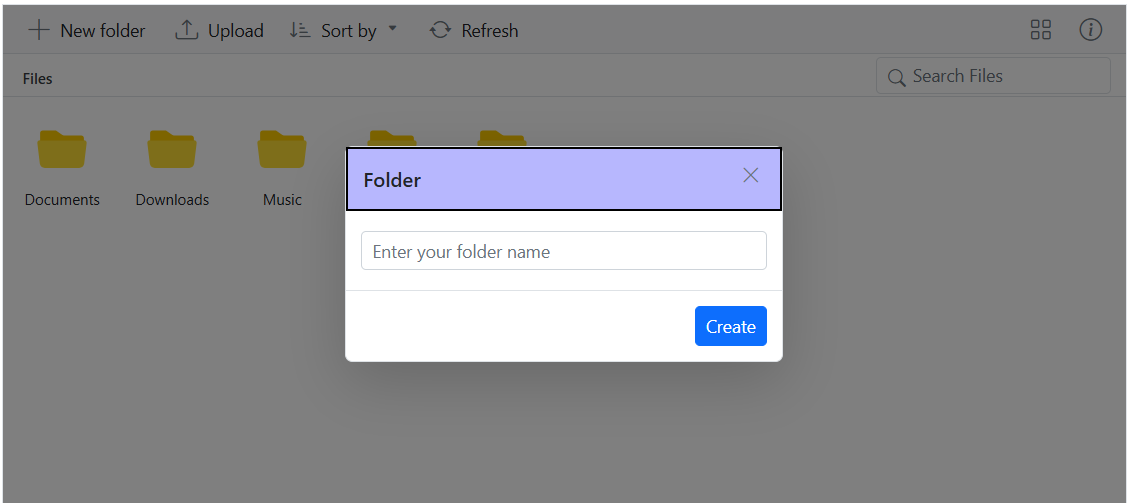 New folder Upload Sort by Refresh
Files Search Files
Documents Downloads Music
Folder
Enter your folder name
Create